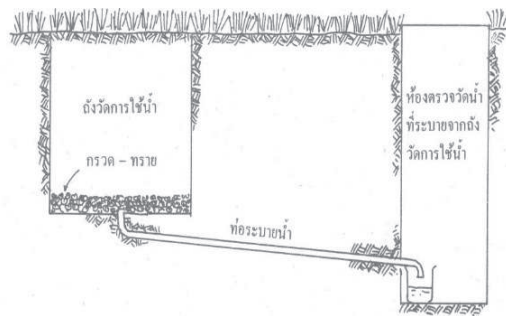 ถังวัดการใช้น้ำ
กรวด – ทราย
ท่อระบายน้ำ
ห้องตรวจวัดน้ำ
ที่ระบายจากถัง
วัดการใช้น้ำ